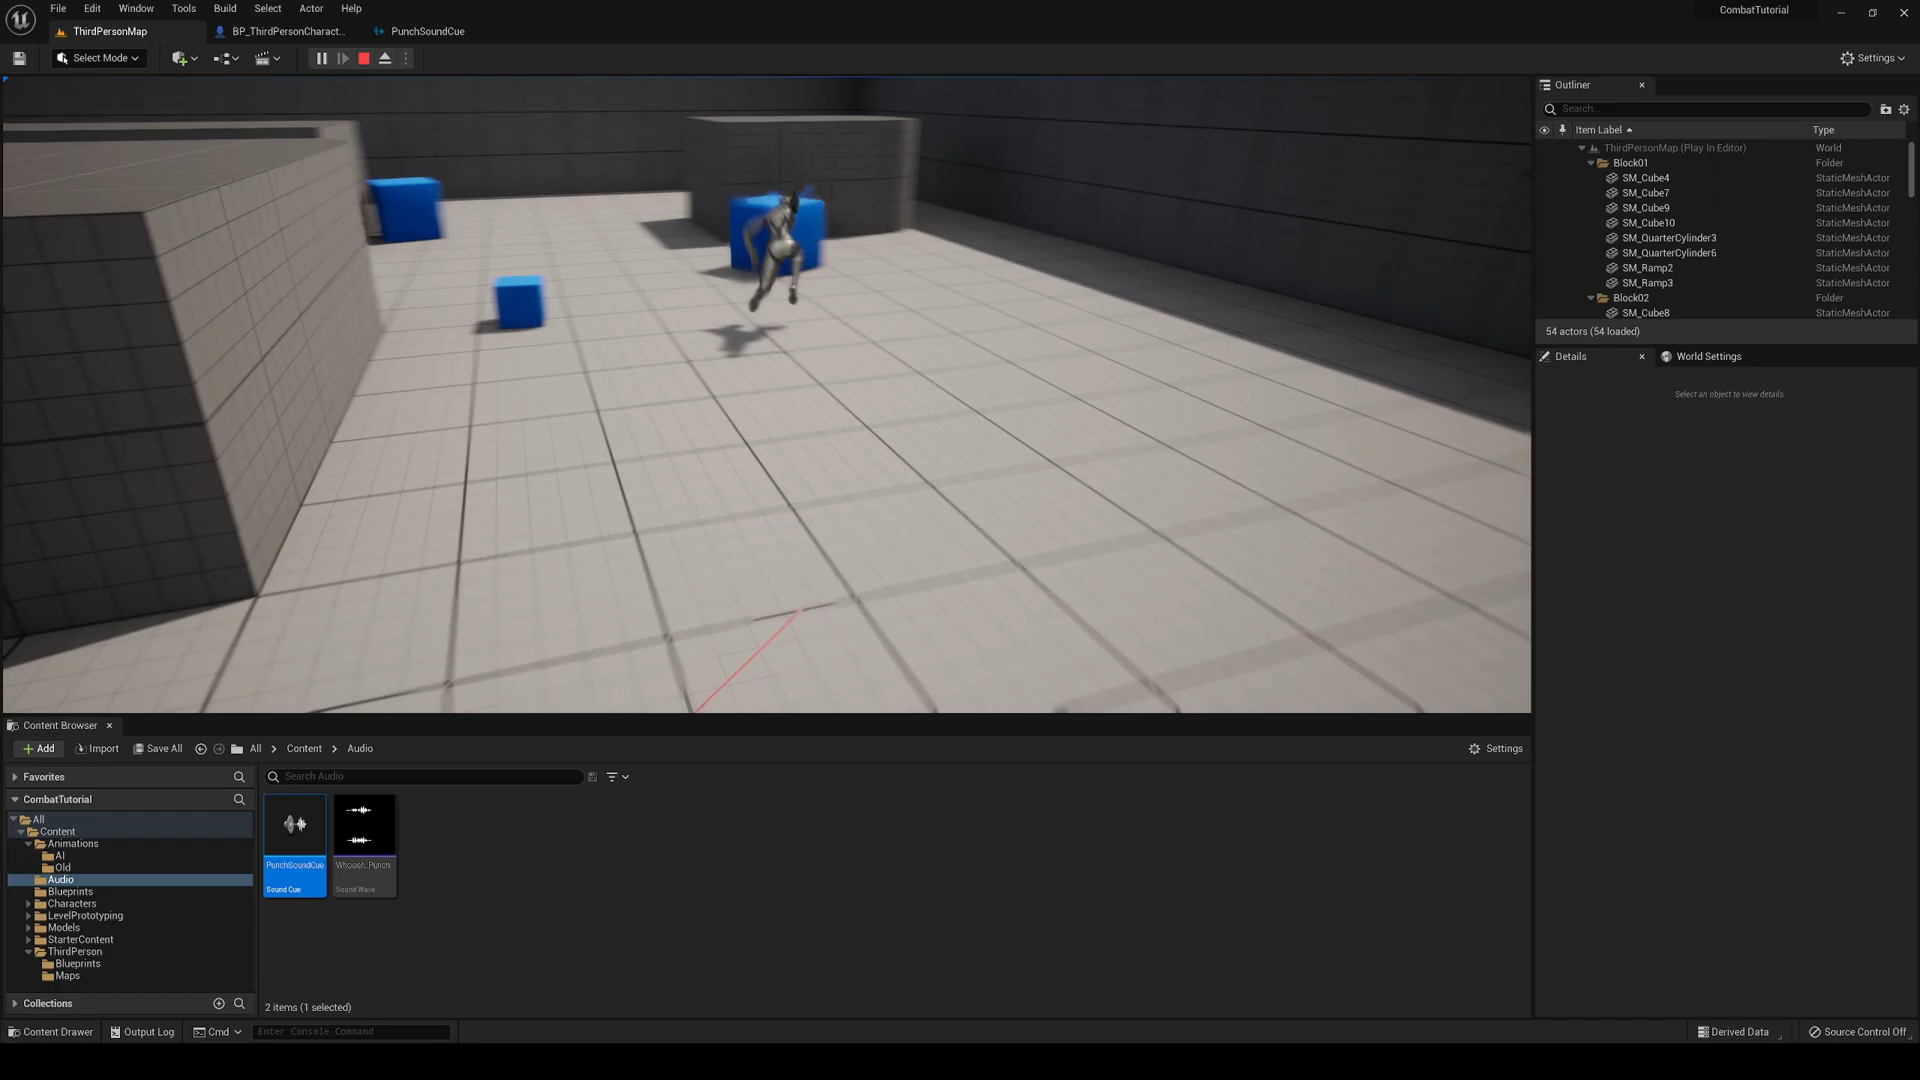 File Edit Window Tools Build Select Actor Help
CombatTutorial
ThirdPersonMap BP_ThirdPersonCharact... PunchSoundCue
Select Mode
Settings
Outliner
Search...
Item Label Type
ThirdPersonMap (Play In Editor) World
Block01 Folder
SM_Cube4 StaticMeshActor
SM_Cube7 StaticMeshActor
SM_Cube9 StaticMeshActor
SM_Cube10 StaticMeshActor
SM_QuarterCylinder3 StaticMeshActor
SM_QuarterCylinder6 StaticMeshActor
SM_Ramp2 StaticMeshActor
SM_Ramp3 StaticMeshActor
Block02 Folder
SM_Cube8 StaticMeshActor
54 actors (54 loaded)
Details World Settings
Select an object to view details.
Content Browser
Add Import Save All All Content Audio Settings
Favorites
Search Audio
CombatTutorial
All
Content
Animations
AI
Old
Audio
Blueprints
Characters
LevelPrototyping
Models
StarterContent
ThirdPerson
Blueprints
Maps
Collections
PunchSoundCue
Sound Cue
Whoosh_Punch
Sound Wave
2 items (1 selected)
Content Drawer Output Log Cmd Enter Console Command
Derived Data Source Control Off